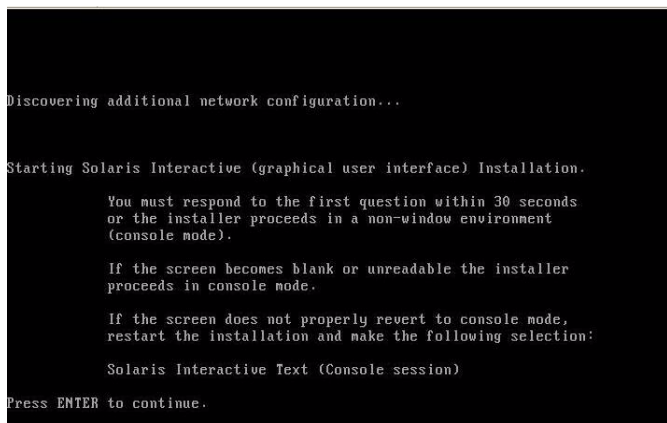 Discovering additional network configuration...
Starting Solaris Interactive (graphical user interface) Installation.
You must respond to the first question within 30 seconds
or the installer proceeds in a non-window environment
(console mode).
If the screen becomes blank or unreadable the installer
proceeds in console mode.
If the screen does not properly revert to console mode,
restart the installation and make the following selection:
Solaris Interactive Text (Console session)
Press ENTER to continue.